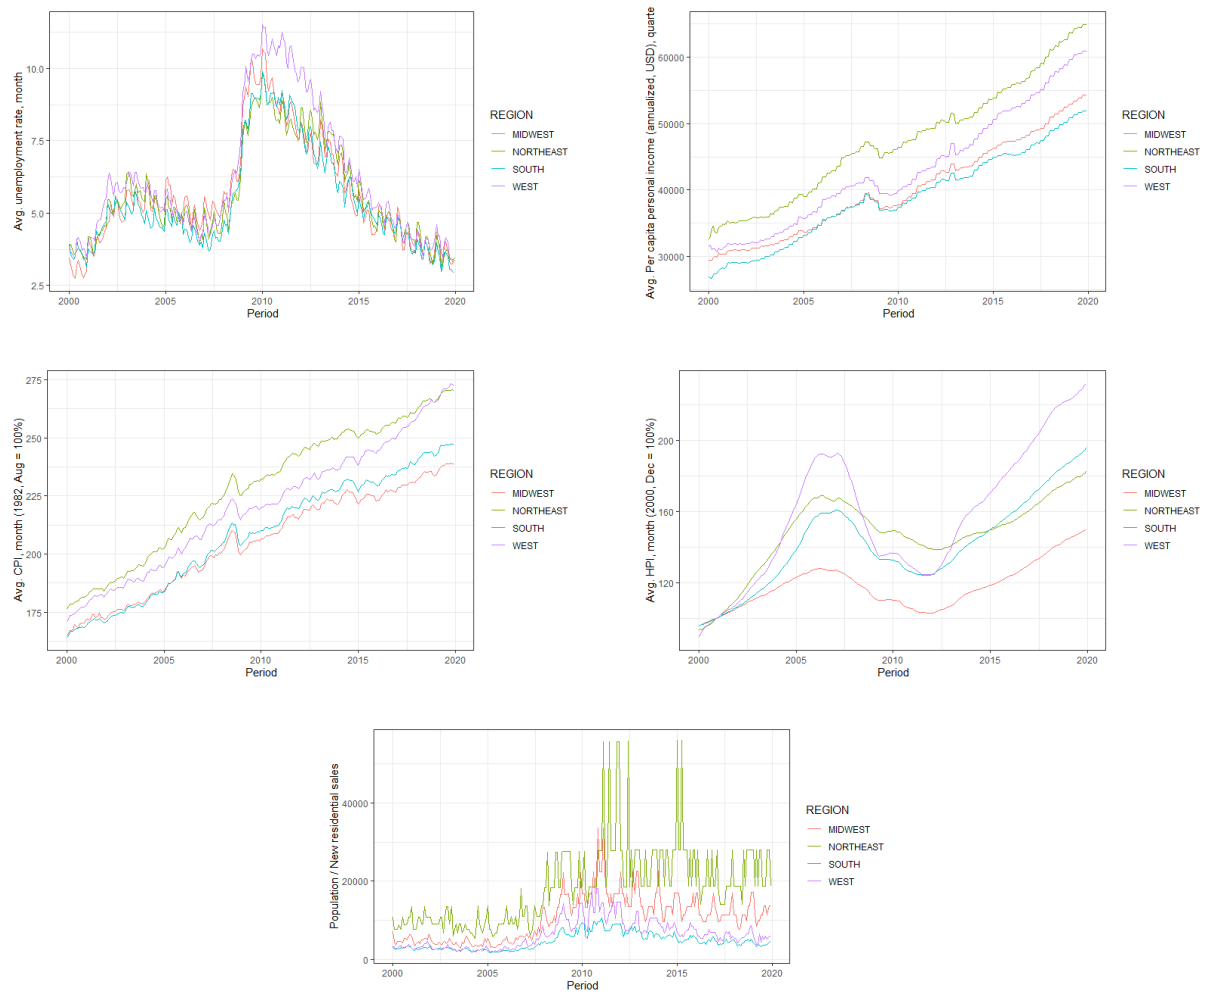 Avg. unemployment rate, month
10.0
7.5
5.0
2.5
2000 2005 2010 2015 2020
Period
REGION
MIDWEST
NORTHEAST
SOUTH
WEST
Avg. Per capita personal income (annualized, USD), quarte
60000
50000
40000
30000
2000 2005 2010 2015 2020
Period
REGION
MIDWEST
NORTHEAST
SOUTH
WEST
Avg. CPI, month (1982, Aug = 100%)
275
250
225
200
175
2000 2005 2010 2015 2020
Period
REGION
MIDWEST
NORTHEAST
SOUTH
WEST
Avg. HPI, month (2000, Dec = 100%)
200
160
120
2000 2005 2010 2015 2020
Period
REGION
MIDWEST
NORTHEAST
SOUTH
WEST
Population / New residential sales
40000
20000
0
2000 2005 2010 2015 2020
Period
REGION
MIDWEST
NORTHEAST
SOUTH
WEST